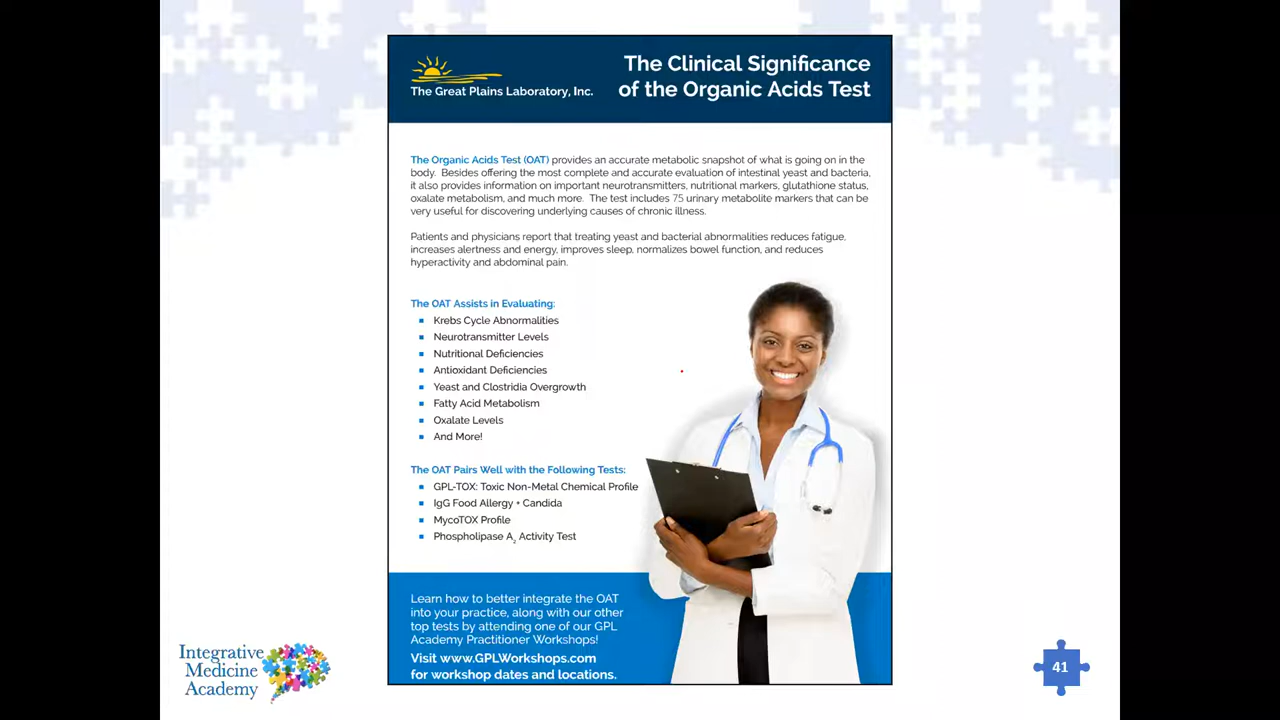 The Great Plains Laboratory, Inc.
The Clinical Significance
of the Organic Acids Test
The Organic Acids Test (OAT) provides an accurate metabolic snapshot of what is going on in the
body. Besides offering the most complete and accurate evaluation of intestinal yeast and bacteria,
it also provides information on important neurotransmitters, nutritional markers, glutathione status,
oxalate metabolism, and much more. The test includes 75 urinary metabolite markers that can be
very useful for discovering underlying causes of chronic illness.
Patients and physicians report that treating yeast and bacterial abnormalities reduces fatigue,
increases alertness and energy, improves sleep, normalizes bowel function, and reduces
hyperactivity and abdominal pain.
The OAT Assists in Evaluating:
Krebs Cycle Abnormalities
Neurotransmitter Levels
Nutritional Deficiencies
Antioxidant Deficiencies
Yeast and Clostridia Overgrowth
Fatty Acid Metabolism
Oxalate Levels
And More!
The OAT Pairs Well with the Following Tests:
GPL-TOX: Toxic Non-Metal Chemical Profile
IgG Food Allergy + Candida
MycoTOX Profile
Phospholipase A₂ Activity Test
Learn how to better integrate the OAT
into your practice, along with our other
top tests by attending one of our GPL
Academy Practitioner Workshops!
Visit www.GPLWorkshops.com
for workshop dates and locations.
Integrative
Medicine
Academy
41